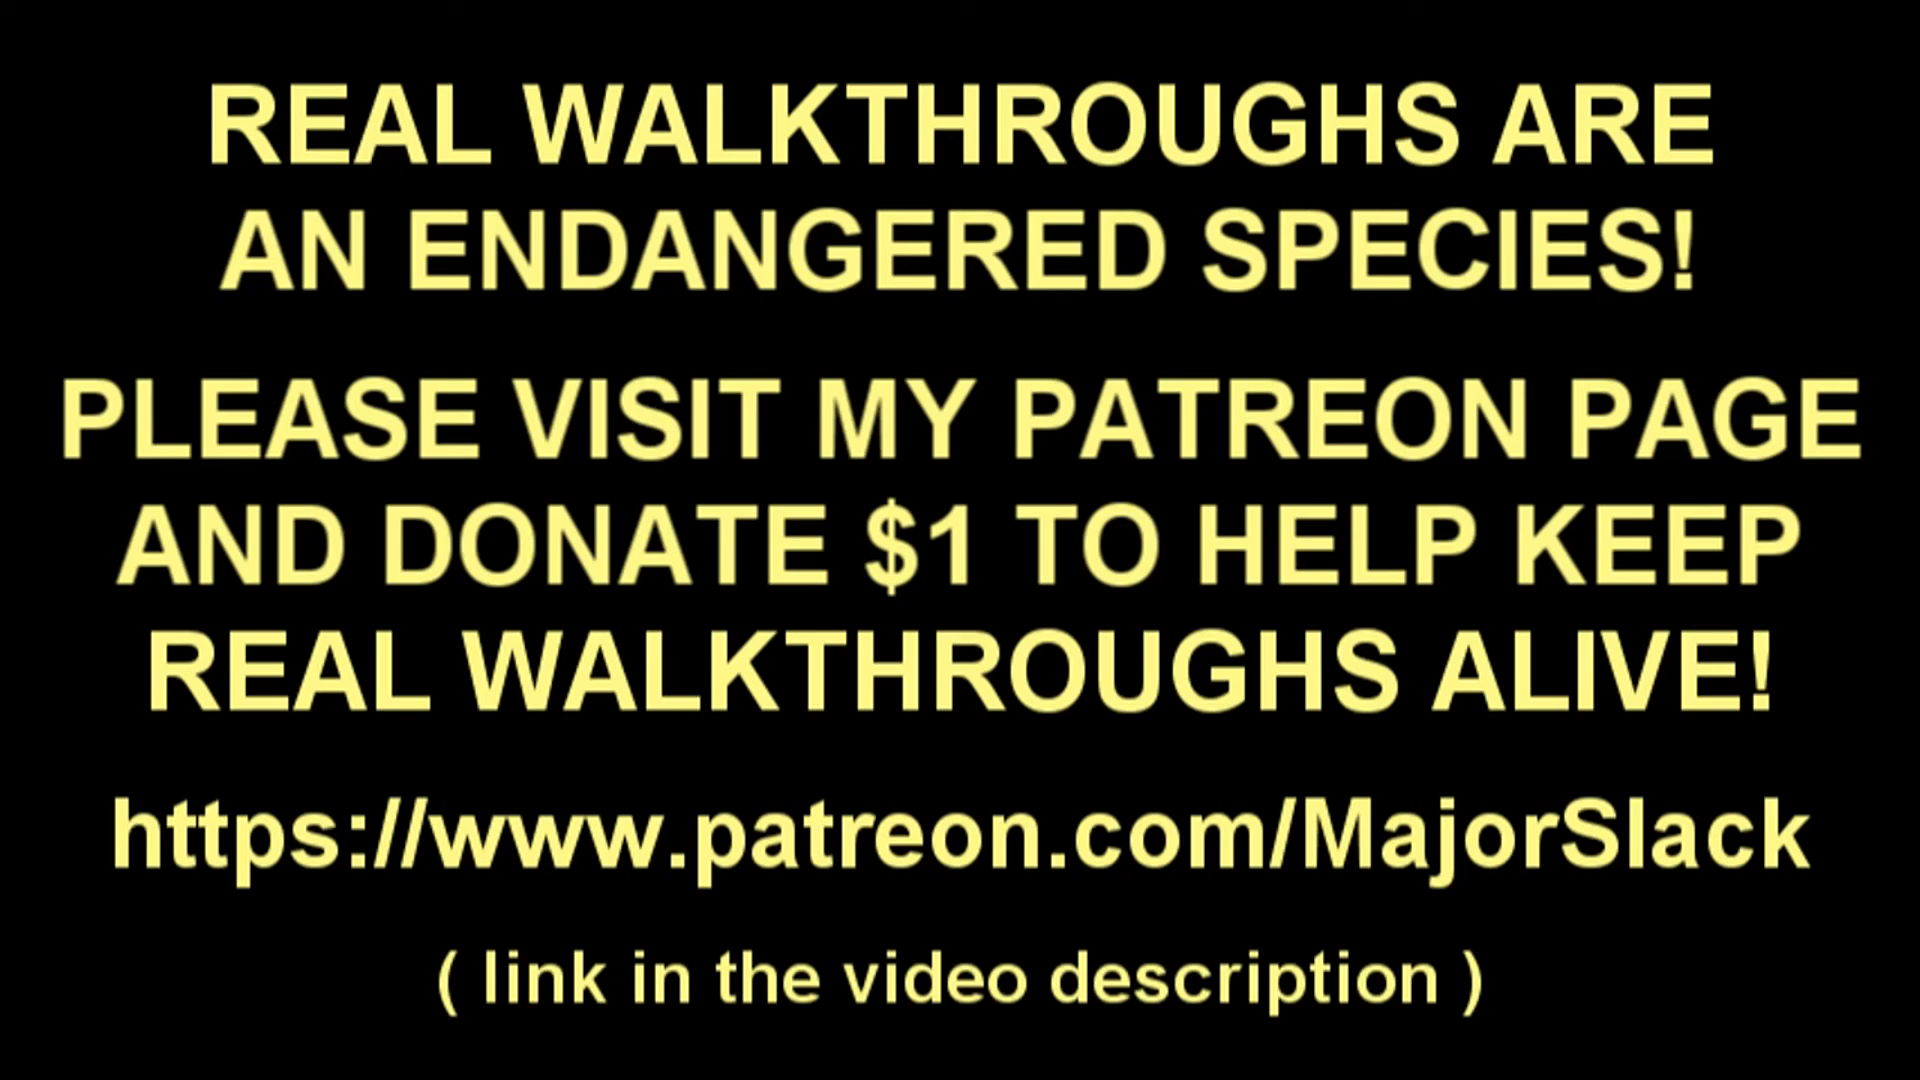 REAL WALKTHROUGHS ARE
AN ENDANGERED SPECIES!
PLEASE VISIT MY PATREON PAGE
AND DONATE $1 TO HELP KEEP
REAL WALKTHROUGHS ALIVE!
https://www.patreon.com/MajorSlack
( link in the video description )